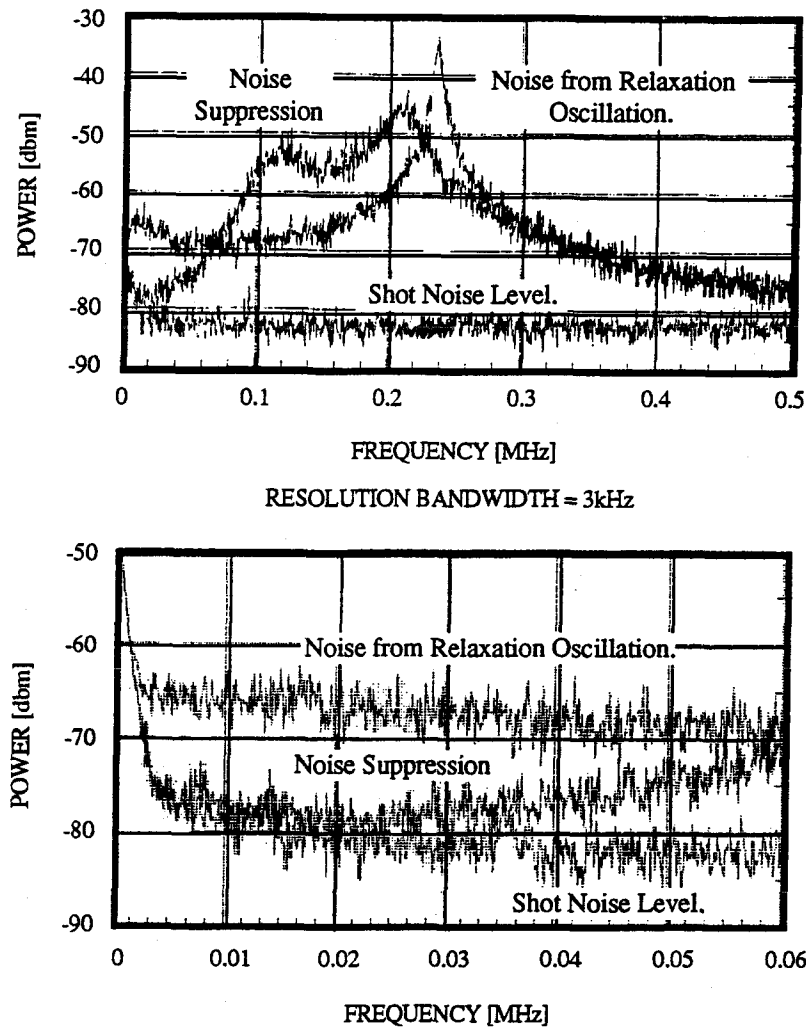 -30
-40
-50
-60
-70
-80
-90
POWER [dbm]
Noise
Suppression
Noise from Relaxation
Oscillation.
Shot Noise Level.
0 0.1 0.2 0.3 0.4 0.5
FREQUENCY [MHz]
RESOLUTION BANDWIDTH = 3kHz
-50
-60
-70
-80
-90
POWER [dbm]
Noise from Relaxation Oscillation.
Noise Suppression
Shot Noise Level.
0 0.01 0.02 0.03 0.04 0.05 0.06
FREQUENCY [MHz]